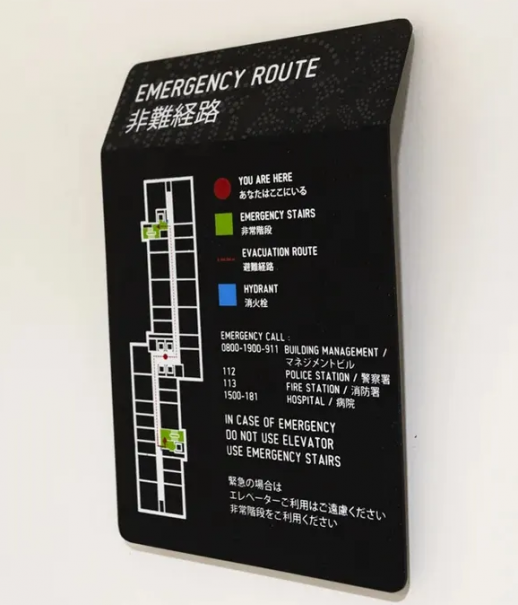 EMERGENCY ROUTE
非難経路
YOU ARE HERE
あなたはここにいる
EMERGENCY STAIRS
非常階段
EVACUATION ROUTE
避難経路
HYDRANT
消火栓
EMERGENCY CALL :
0800-1900-911 BUILDING MANAGEMENT /
マネジメントビル
112 POLICE STATION / 警察署
113 FIRE STATION / 消防署
1500-181 HOSPITAL / 病院
IN CASE OF EMERGENCY
DO NOT USE ELEVATOR
USE EMERGENCY STAIRS
緊急の場合は
エレベーターご利用はご遠慮ください
非常階段をご利用ください